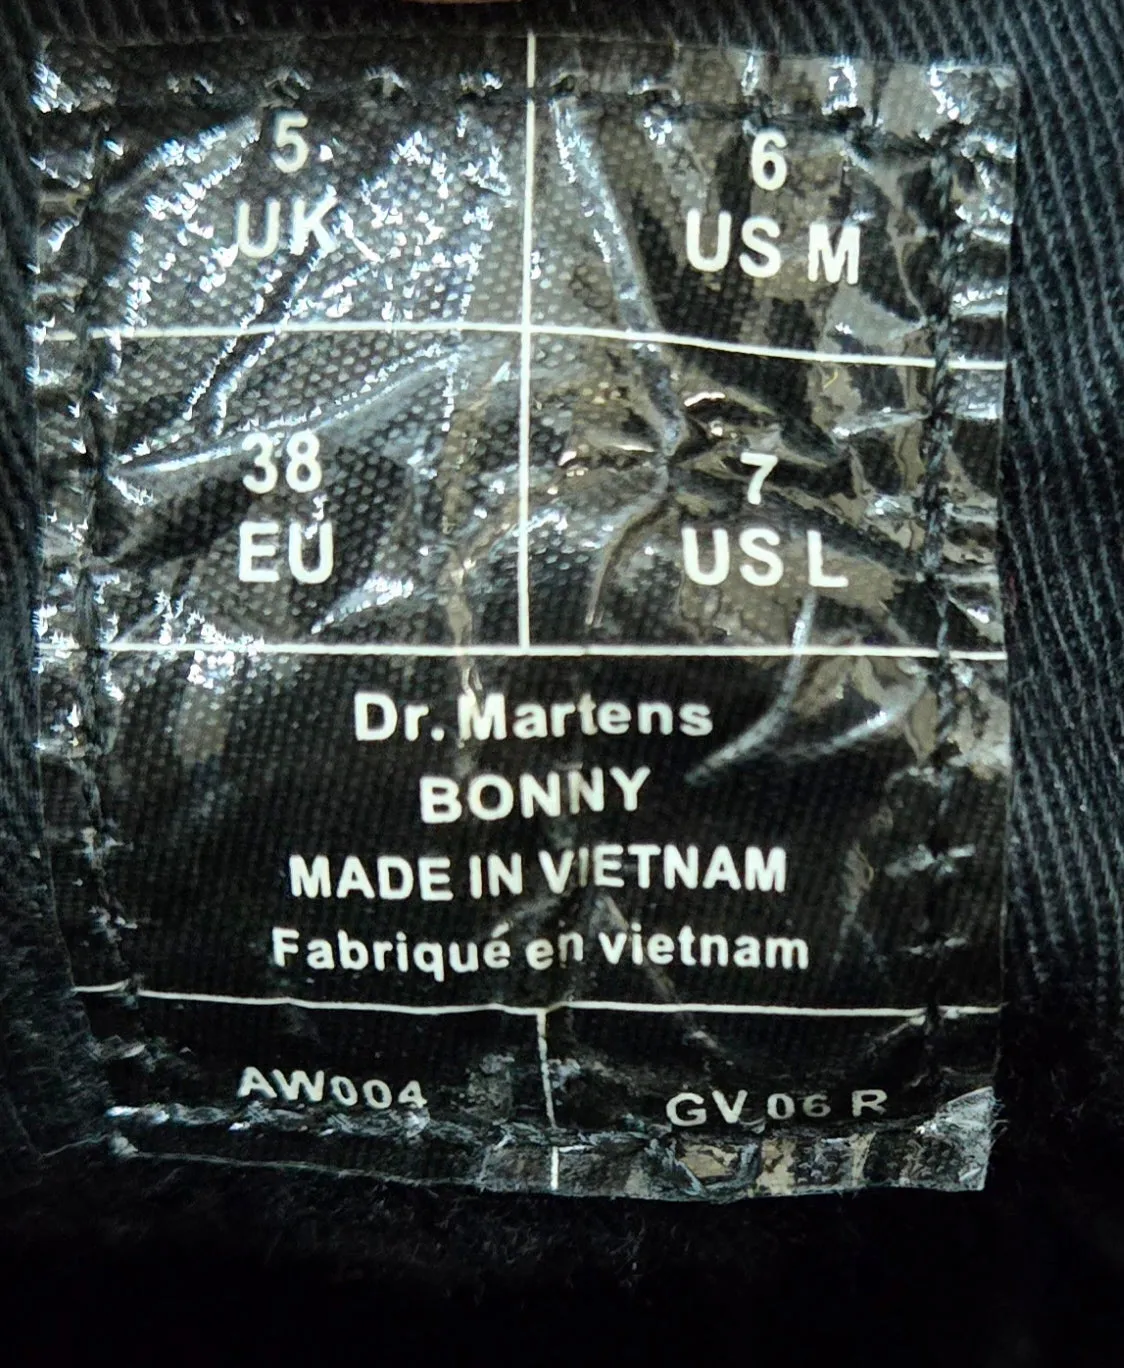 5
UK
6
US M
38
EU
7
US L
Dr. Martens
BONNY
MADE IN VIETNAM
Fabriqué en vietnam
AW004
GV 06 R